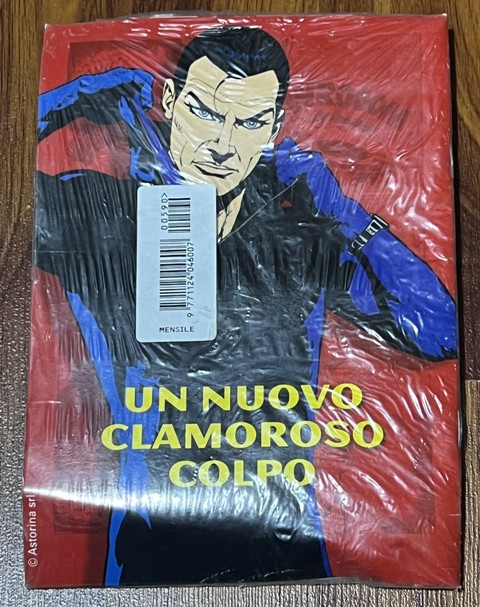 00590>
9 771124 046007
MENSILE
UN NUOVO
CLAMOROSO
COLPO
© Astorina srl